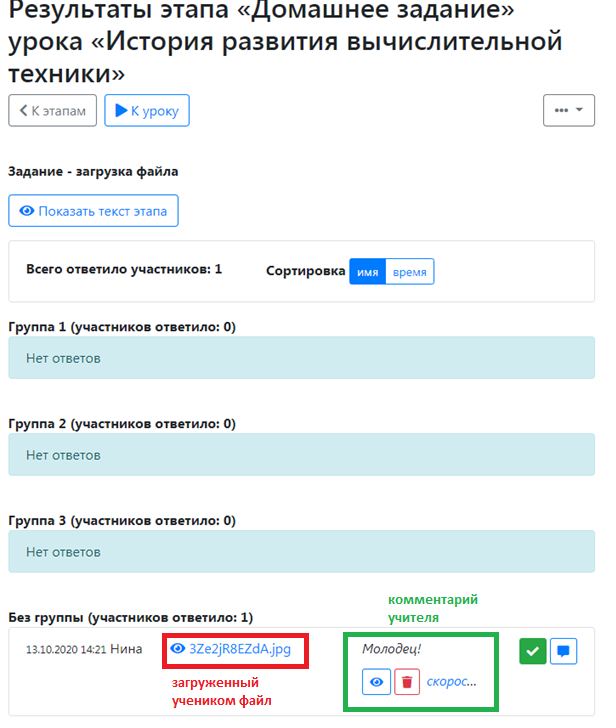 Результаты этапа «Домашнее задание»
урока «История развития вычислительной
техники»
К этапам
К уроку
Задание - загрузка файла
Показать текст этапа
Всего ответило участников: 1
Сортировка имя время
Группа 1 (участников ответило: 0)
Нет ответов
Группа 2 (участников ответило: 0)
Нет ответов
Группа 3 (участников ответило: 0)
Нет ответов
комментарий
учителя
Без группы (участников ответило: 1)
13.10.2020 14:21 Нина
3Ze2jR8EZdA.jpg
Молодец!
скорос...
загруженный
учеником файл